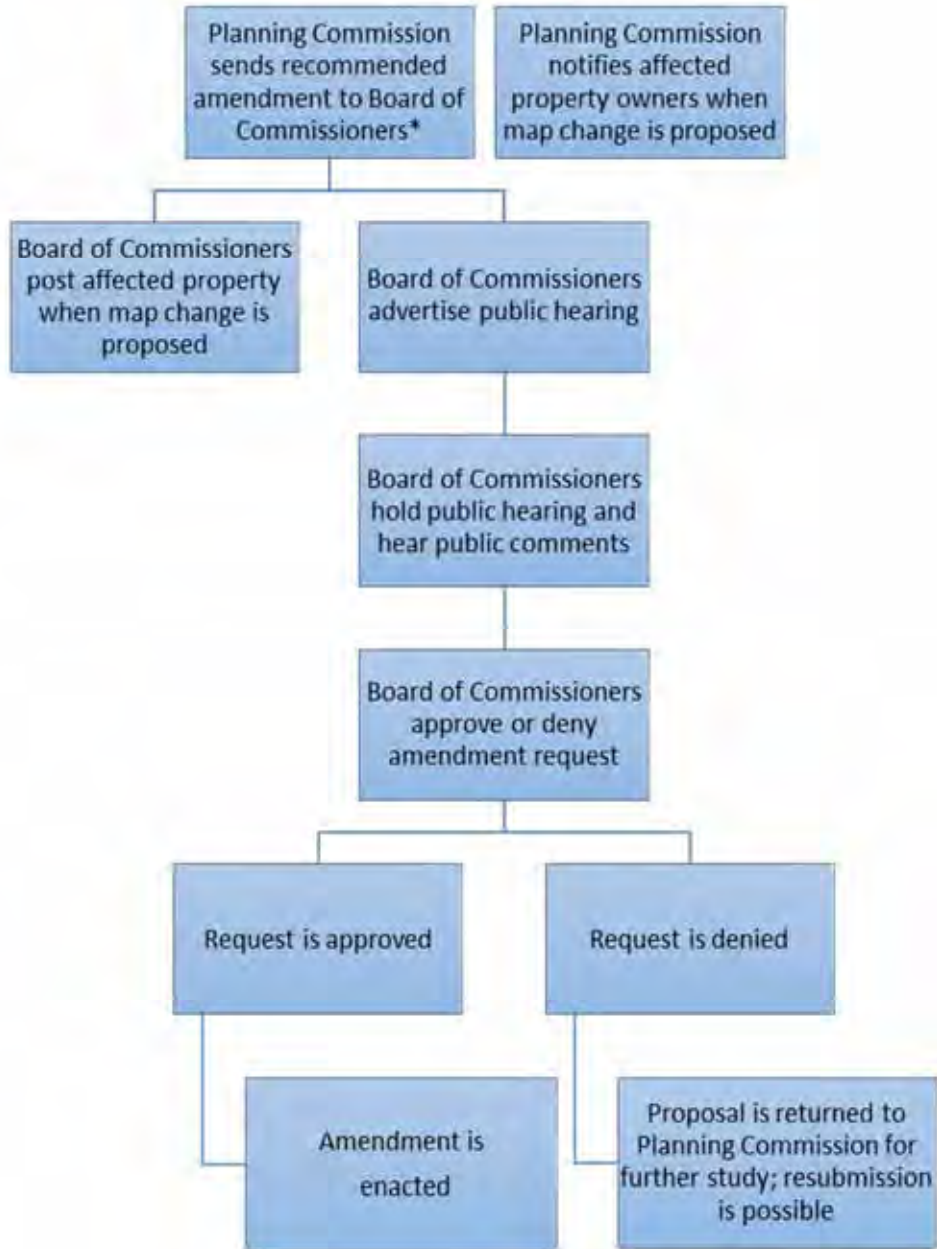 Planning Commission
sends recommended
amendment to Board of
Commissioners*
Planning Commission
notifies affected
property owners when
map change is proposed
Board of Commissioners
post affected property
when map change is
proposed
Board of Commissioners
advertise public hearing
Board of Commissioners
hold public hearing and
hear public comments
Board of Commissioners
approve or deny
amendment request
Request is approved
Request is denied
Amendment is
enacted
Proposal is returned to
Planning Commission for
further study; resubmission
is possible